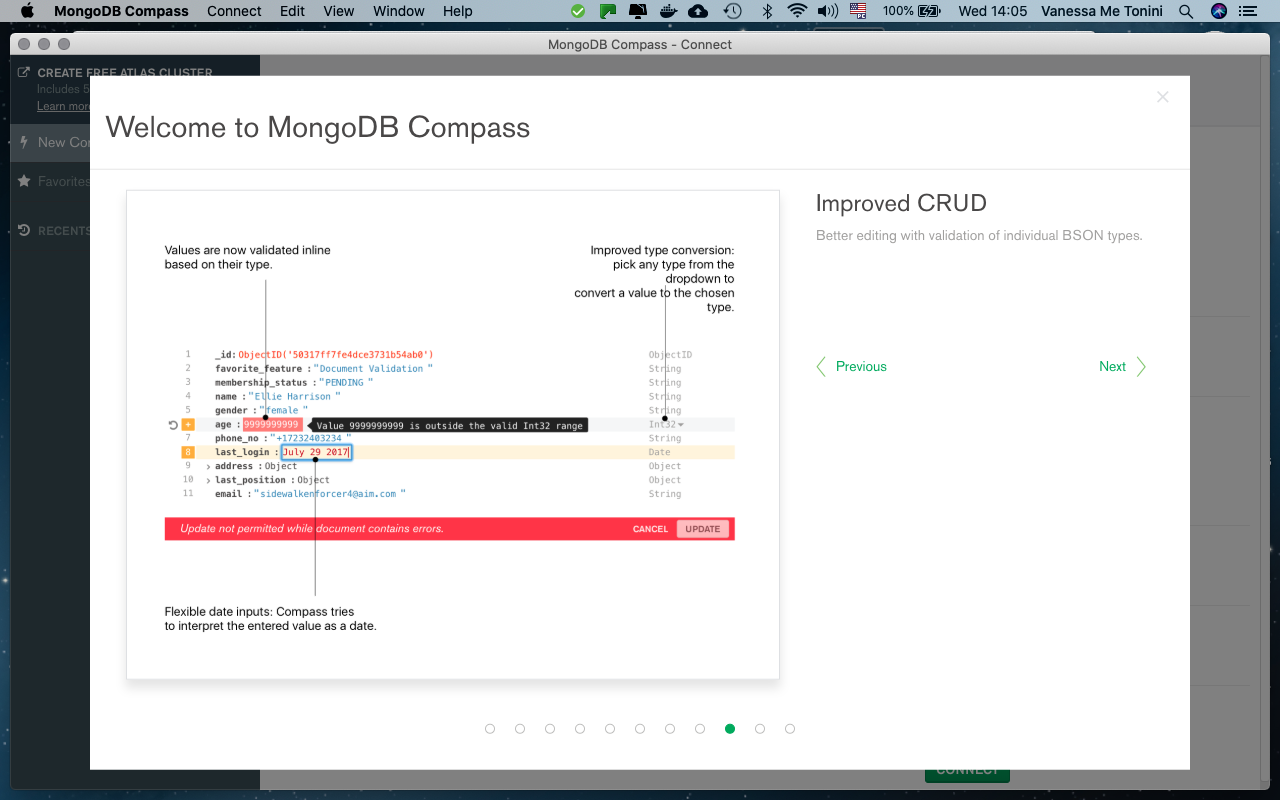 MongoDB Compass Connect Edit View Window Help 100% Wed 14:05 Vanessa Me Tonini
MongoDB Compass - Connect
CREATE FREE ATLAS CLUSTER
Includes 5
Learn more
New Co
Favorites
RECENTS
Welcome to MongoDB Compass
Values are now validated inline
based on their type.
Improved type conversion:
pick any type from the
dropdown to
convert a value to the chosen
type.
1 _id: ObjectID('50317ff7fe4dce3731b54ab0') ObjectID
2 favorite_feature : "Document Validation " String
3 membership_status : "PENDING " String
4 name : "Ellie Harrison " String
5 gender : "female " String
+ age : 9999999999 Value 9999999999 is outside the valid Int32 range Int32
7 phone_no : "+17232403234 " String
8 last_login : July 29 2017 Date
9 address : Object Object
10 last_position : Object Object
11 email : "sidewalkenforcer4@aim.com " String
Update not permitted while document contains errors. CANCEL UPDATE
Flexible date inputs: Compass tries
to interpret the entered value as a date.
Improved CRUD
Better editing with validation of individual BSON types.
Previous Next
CONNECT